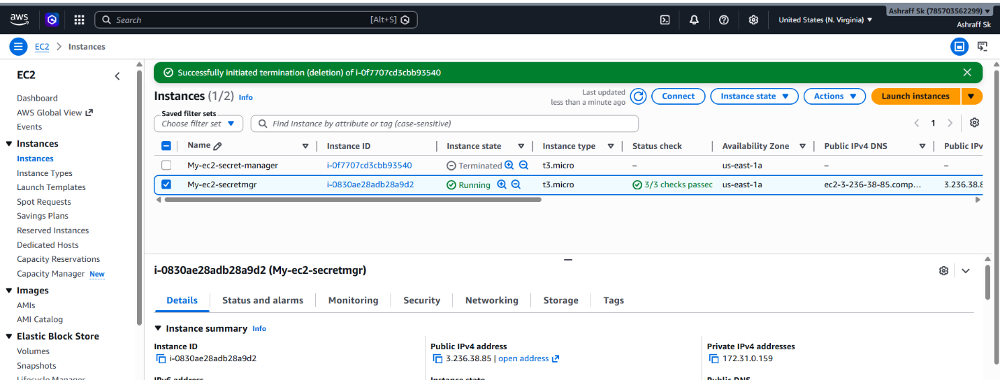 aws Search [Alt+S] United States (N. Virginia) Ashraff Sk (785703562299)
Ashraff Sk
EC2 Instances
EC2
Dashboard
AWS Global View
Events
Instances
Instances
Instance Types
Launch Templates
Spot Requests
Savings Plans
Reserved Instances
Dedicated Hosts
Capacity Reservations
Capacity Manager New
Images
AMIs
AMI Catalog
Elastic Block Store
Volumes
Snapshots
Lifecycle Manager
Successfully initiated termination (deletion) of i-0f7707cd3cbb93540
Instances (1/2) Info
Last updated
less than a minute ago
Connect Instance state Actions Launch instances
Saved filter sets
Choose filter set Find Instance by attribute or tag (case-sensitive) 1
Name Instance ID Instance state Instance type Status check Availability Zone Public IPv4 DNS Public IPv
My-ec2-secret-manager i-0f7707cd3cbb93540 Terminated t3.micro – us-east-1a – –
My-ec2-secretmgr i-0830ae28adb28a9d2 Running t3.micro 3/3 checks passec us-east-1a ec2-3-236-38-85.comp... 3.236.38.8
i-0830ae28adb28a9d2 (My-ec2-secretmgr)
Details Status and alarms Monitoring Security Networking Storage Tags
Instance summary Info
Instance ID
i-0830ae28adb28a9d2
Public IPv4 address
3.236.38.85 | open address
Private IPv4 addresses
172.31.0.159
IPv6 address Instance state Public DNS